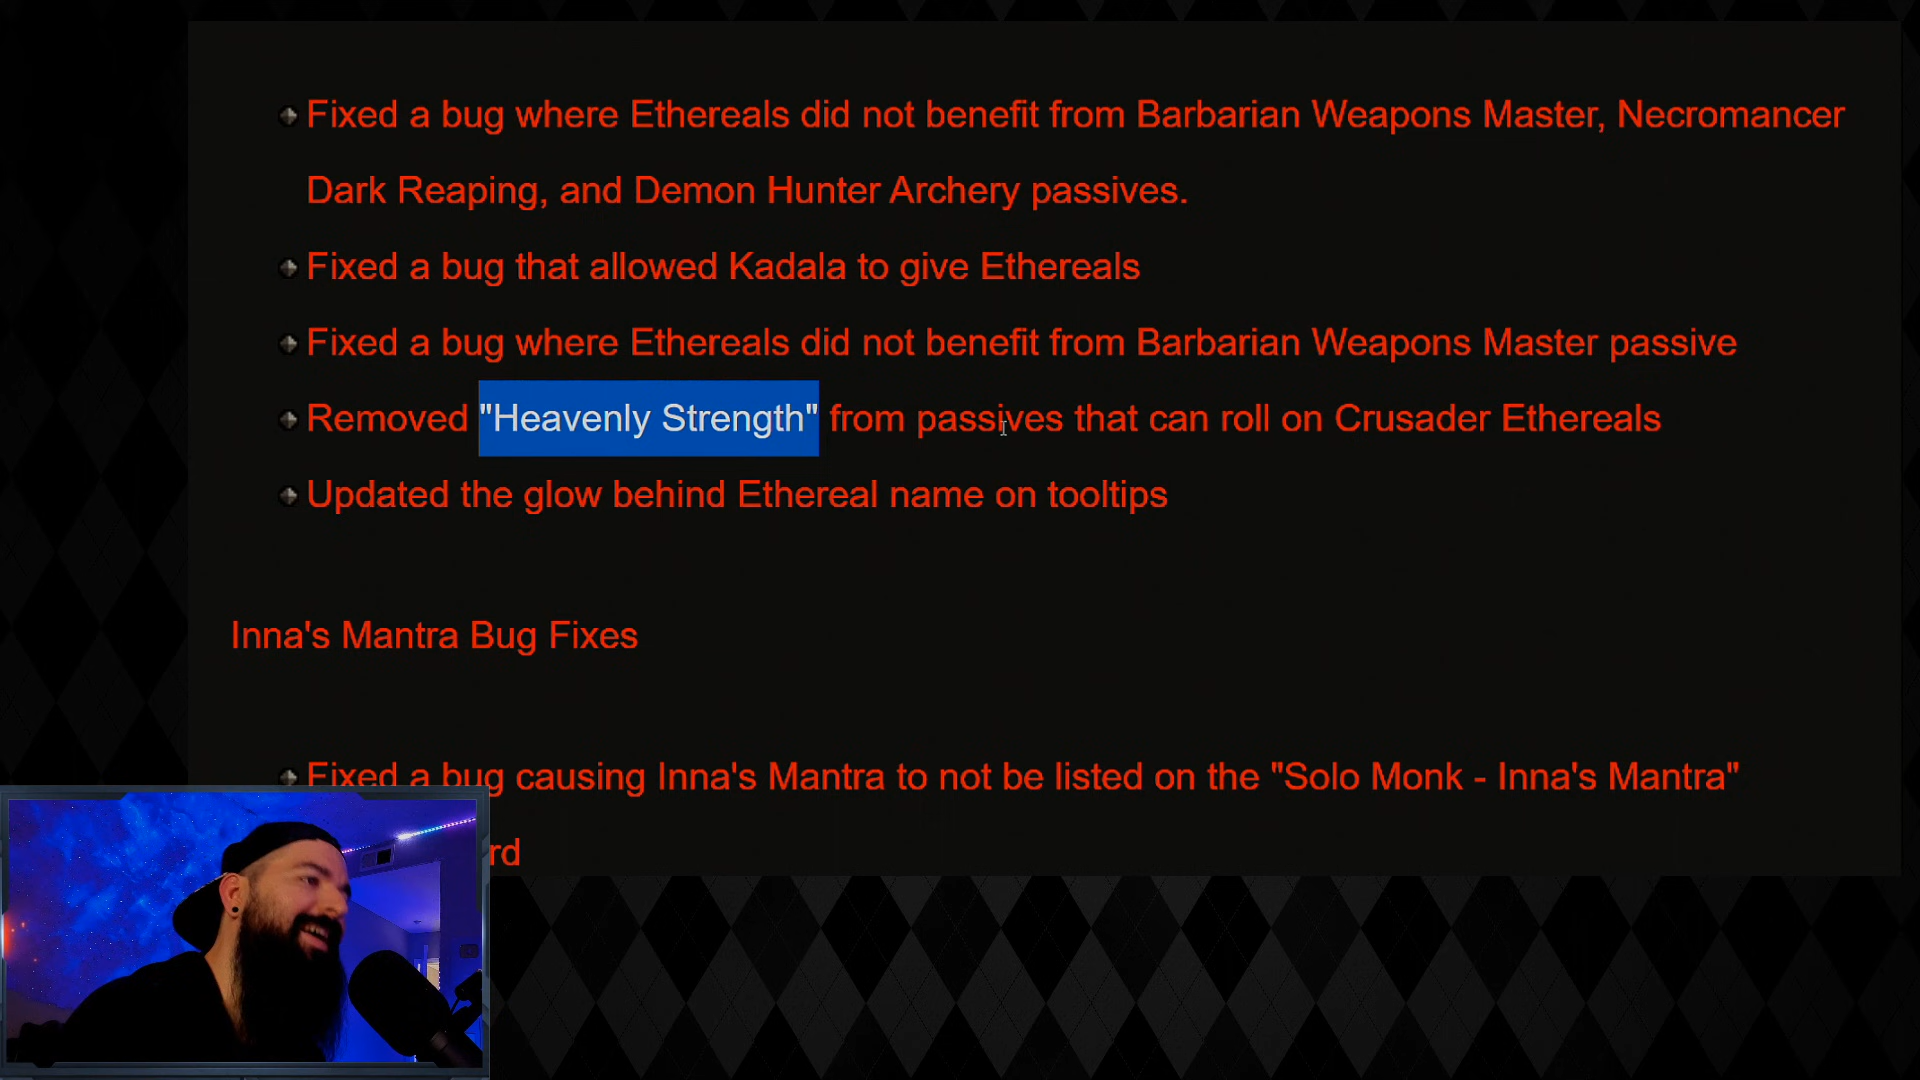 Fixed a bug where Ethereals did not benefit from Barbarian Weapons Master, Necromancer
Dark Reaping, and Demon Hunter Archery passives.
Fixed a bug that allowed Kadala to give Ethereals
Fixed a bug where Ethereals did not benefit from Barbarian Weapons Master passive
Removed "Heavenly Strength" from passives that can roll on Crusader Ethereals
Updated the glow behind Ethereal name on tooltips
Inna's Mantra Bug Fixes
Fixed a bug causing Inna's Mantra to not be listed on the "Solo Monk - Inna's Mantra"
rd